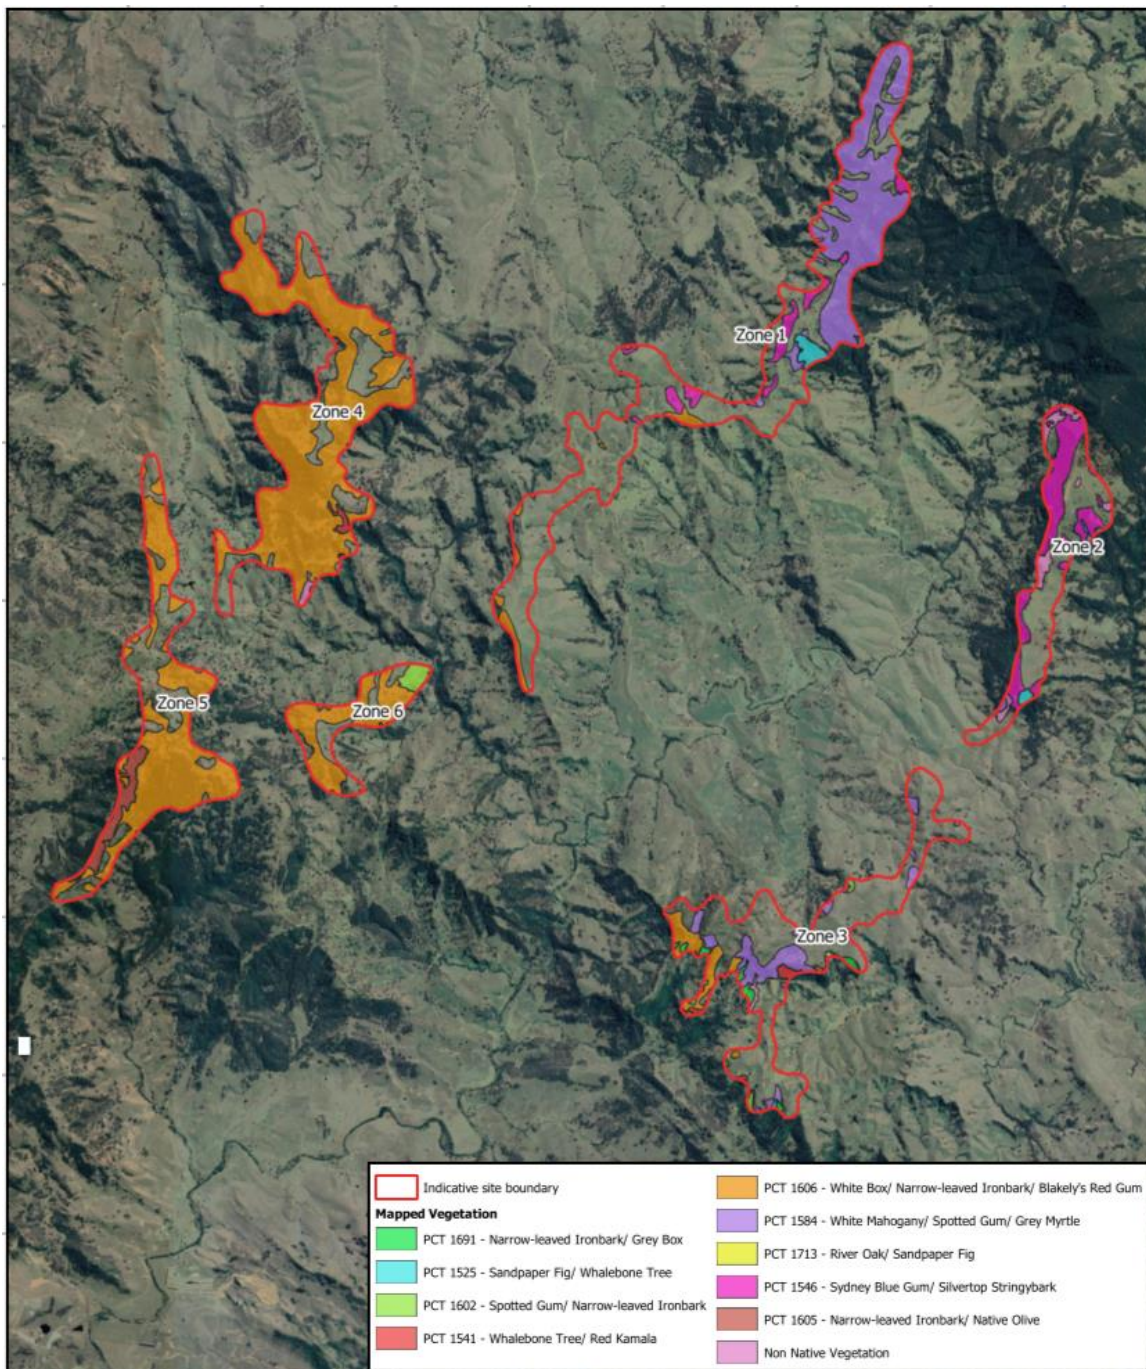 Zone 1
Zone 4
Zone 2
Zone 5
Zone 6
Zone 3
Indicative site boundary
Mapped Vegetation
PCT 1691 - Narrow-leaved Ironbark/ Grey Box
PCT 1525 - Sandpaper Fig/ Whalebone Tree
PCT 1602 - Spotted Gum/ Narrow-leaved Ironbark
PCT 1541 - Whalebone Tree/ Red Kamala
PCT 1606 - White Box/ Narrow-leaved Ironbark/ Blakely's Red Gum
PCT 1584 - White Mahogany/ Spotted Gum/ Grey Myrtle
PCT 1713 - River Oak/ Sandpaper Fig
PCT 1546 - Sydney Blue Gum/ Silvertop Stringybark
PCT 1605 - Narrow-leaved Ironbark/ Native Olive
Non Native Vegetation